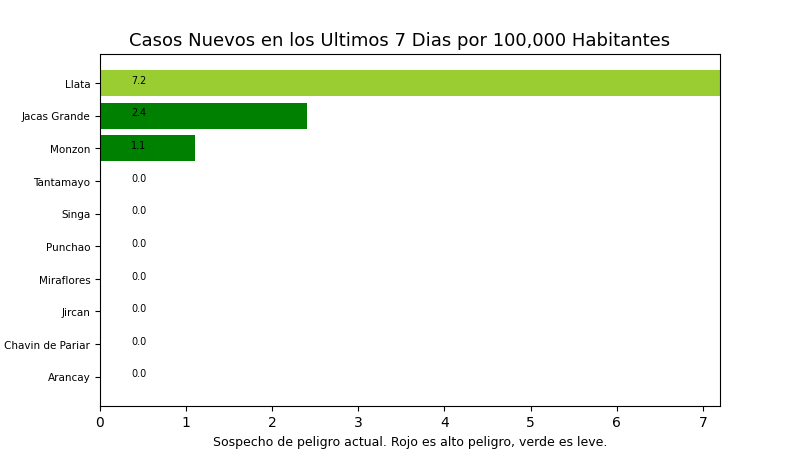 Casos Nuevos en los Ultimos 7 Dias por 100,000 Habitantes
Llata 7.2
Jacas Grande 2.4
Monzon 1.1
Tantamayo 0.0
Singa 0.0
Punchao 0.0
Miraflores 0.0
Jircan 0.0
Chavin de Pariar 0.0
Arancay 0.0
0 1 2 3 4 5 6 7
Sospecho de peligro actual. Rojo es alto peligro, verde es leve.